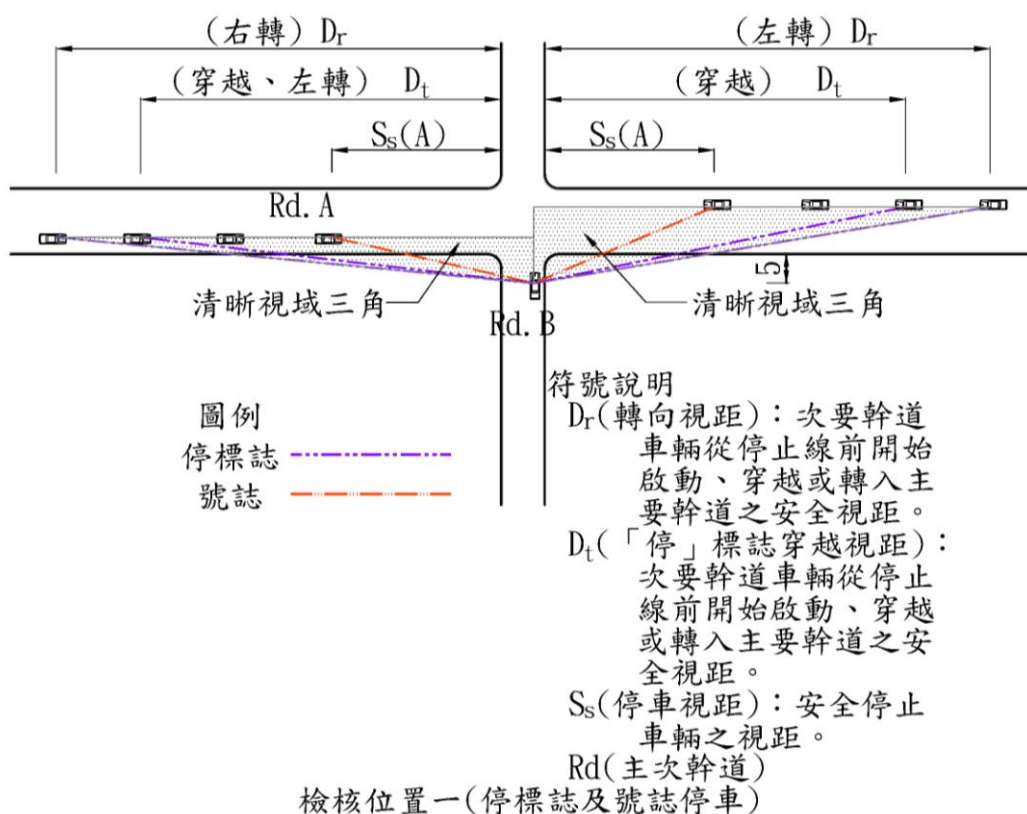 (右轉) Dr
(左轉) Dr
(穿越、左轉) Dt
(穿越) Dt
Ss(A)
Ss(A)
Rd. A
5
清晰視域三角
清晰視域三角
Rd. B
圖例
停標誌
號誌
符號說明
Dr(轉向視距)：次要幹道
車輛從停止線前開始
啟動、穿越或轉入主
要幹道之安全視距。
Dt(「停」標誌穿越視距)：
次要幹道車輛從停止
線前開始啟動、穿越
或轉入主要幹道之安
全視距。
Ss(停車視距)：安全停止
車輛之視距。
Rd(主次幹道)
檢核位置一(停標誌及號誌停車)